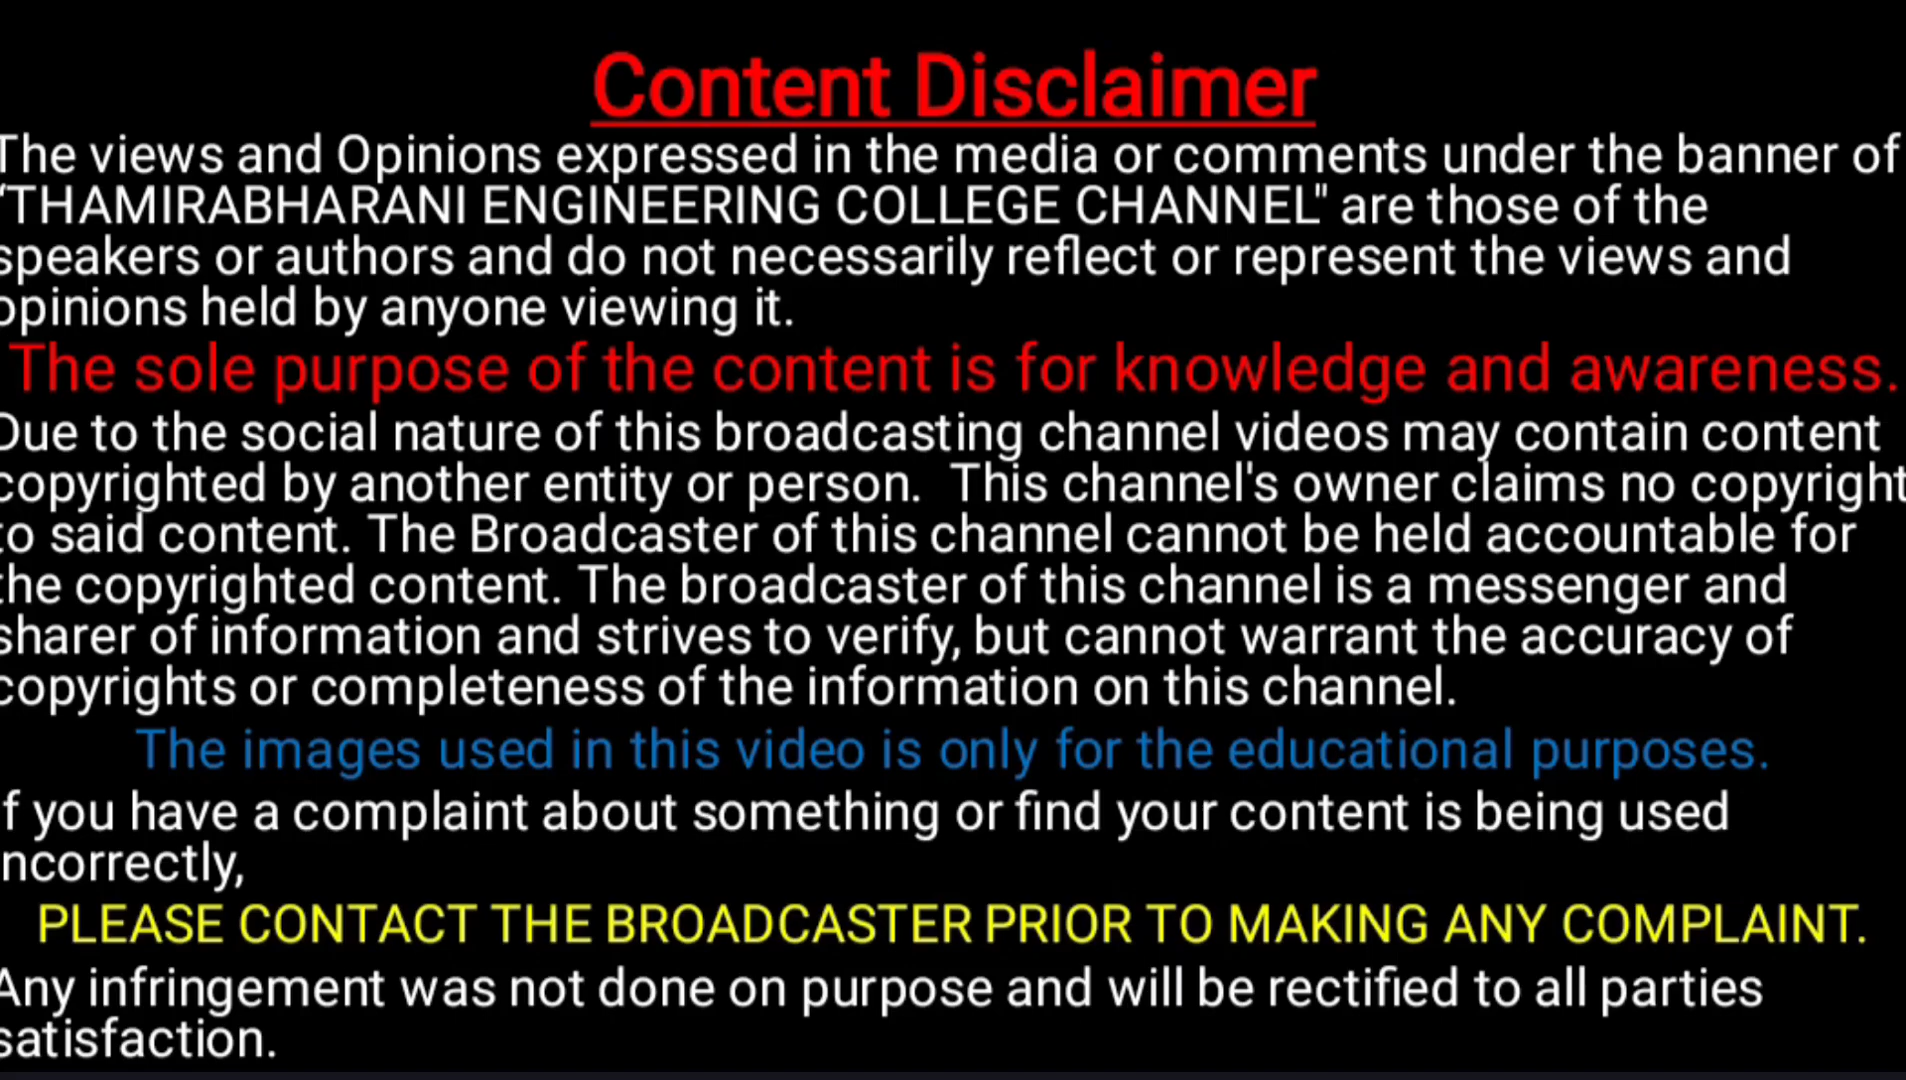 Content Disclaimer
The views and Opinions expressed in the media or comments under the banner of
"THAMIRABHARANI ENGINEERING COLLEGE CHANNEL" are those of the
speakers or authors and do not necessarily reflect or represent the views and
opinions held by anyone viewing it.
The sole purpose of the content is for knowledge and awareness.
Due to the social nature of this broadcasting channel videos may contain content
copyrighted by another entity or person.  This channel's owner claims no copyright
to said content. The Broadcaster of this channel cannot be held accountable for
the copyrighted content. The broadcaster of this channel is a messenger and
sharer of information and strives to verify, but cannot warrant the accuracy of
copyrights or completeness of the information on this channel.
The images used in this video is only for the educational purposes.
If you have a complaint about something or find your content is being used
incorrectly,
PLEASE CONTACT THE BROADCASTER PRIOR TO MAKING ANY COMPLAINT.
Any infringement was not done on purpose and will be rectified to all parties
satisfaction.